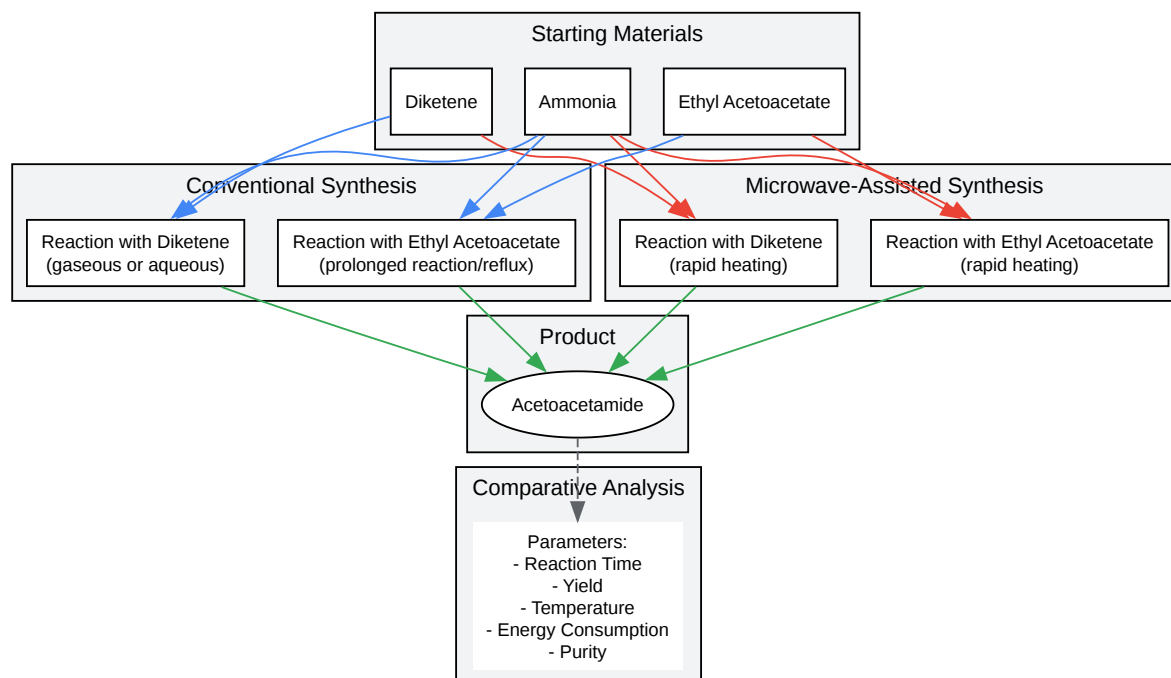 Starting Materials
Diketene
Ammonia
Ethyl Acetoacetate
Conventional Synthesis
Microwave-Assisted Synthesis
Reaction with Diketene
(gaseous or aqueous)
Reaction with Ethyl Acetoacetate
(prolonged reaction/reflux)
Reaction with Diketene
(rapid heating)
Reaction with Ethyl Acetoacetate
(rapid heating)
Product
Acetoacetamide
Comparative Analysis
Parameters:
- Reaction Time
- Yield
- Temperature
- Energy Consumption
- Purity